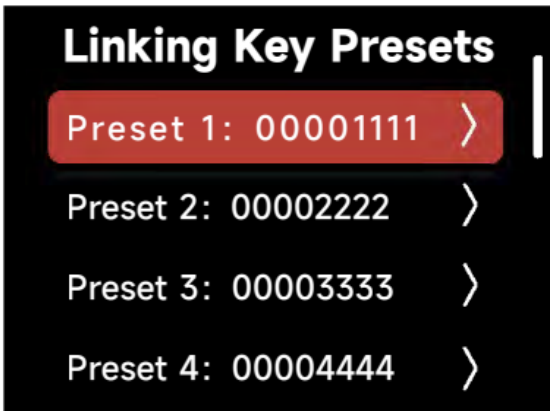 Linking Key Presets
Preset 1: 00001111
Preset 2: 00002222
Preset 3: 00003333
Preset 4: 00004444